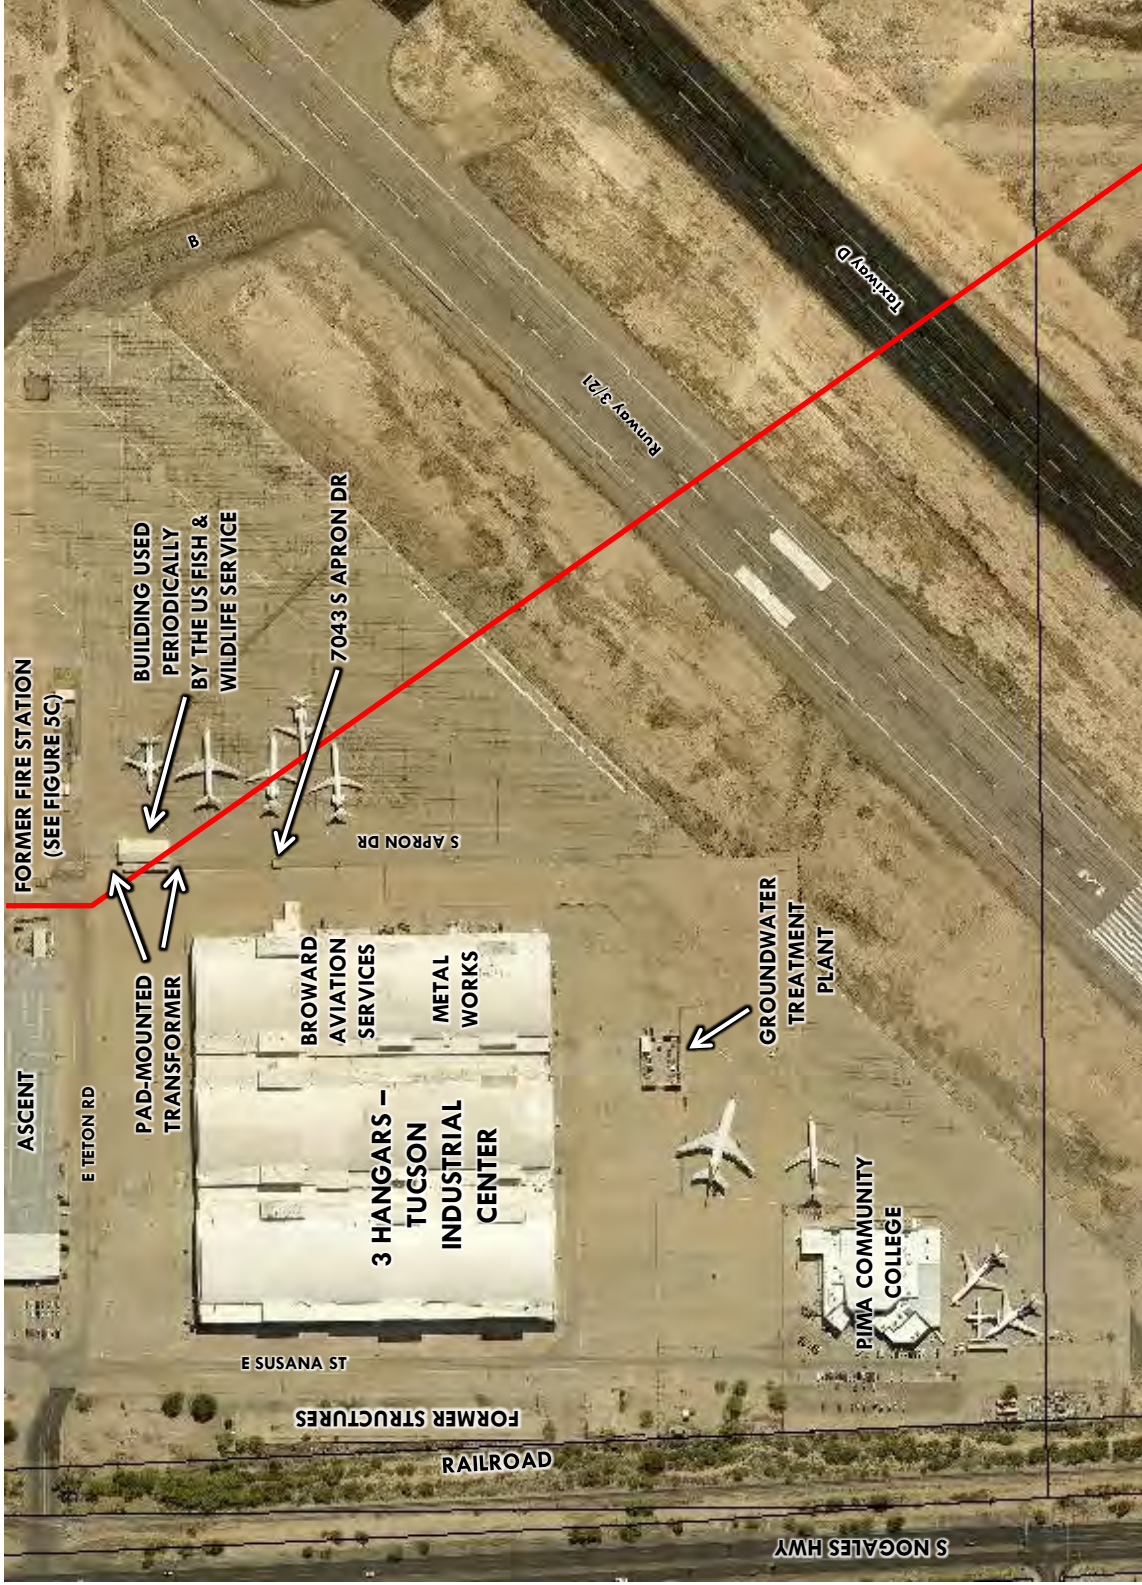 FORMER FIRE STATION
(SEE FIGURE 5C)
B
BUILDING USED
PERIODICALLY
BY THE US FISH &
WILDLIFE SERVICE
7043 S APRON DR
Runway 3/21
Taxiway D
S APRON DR
ASCENT
E TETON RD
PAD-MOUNTED
TRANSFORMER
BROWARD
AVIATION
SERVICES
METAL
WORKS
3 HANGARS –
TUCSON
INDUSTRIAL
CENTER
GROUNDWATER
TREATMENT
PLANT
PIMA COMMUNITY
COLLEGE
E SUSANA ST
FORMER STRUCTURES
RAILROAD
S NOGALES HWY